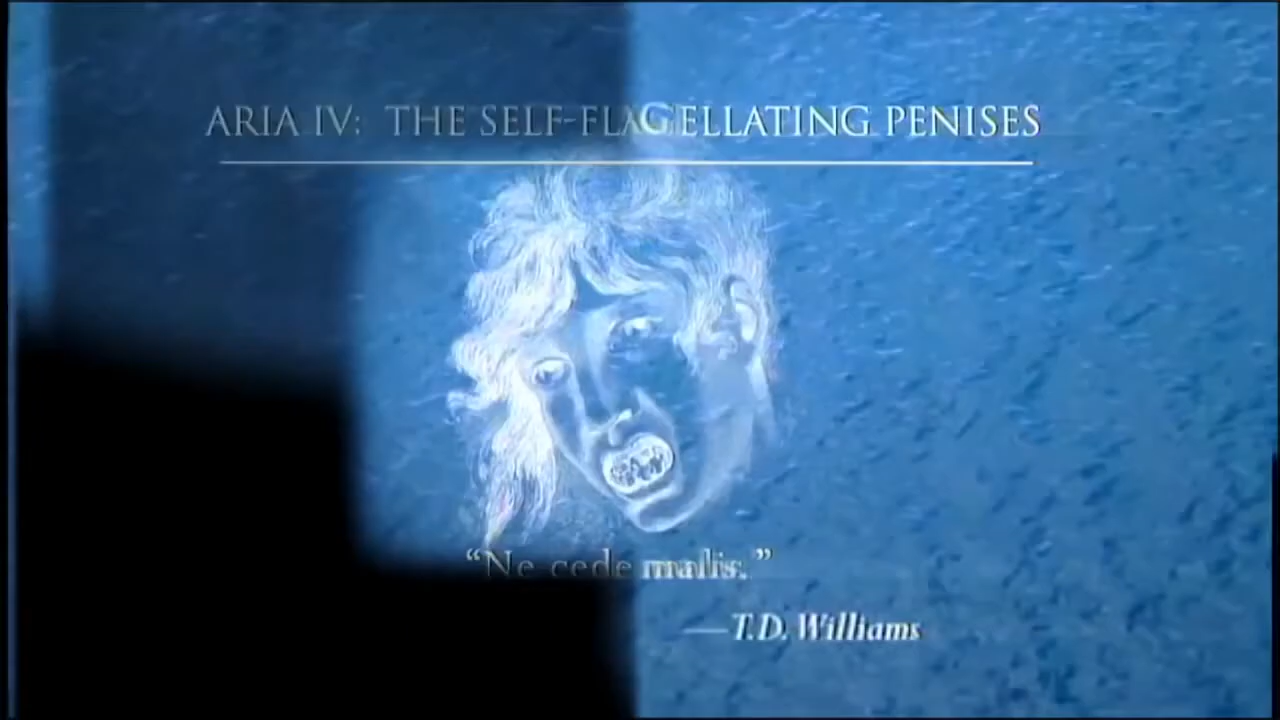 ARIA IV: THE SELF-FLAGELLATING PENISES
“Ne cede malis.”
—T.D. Williams